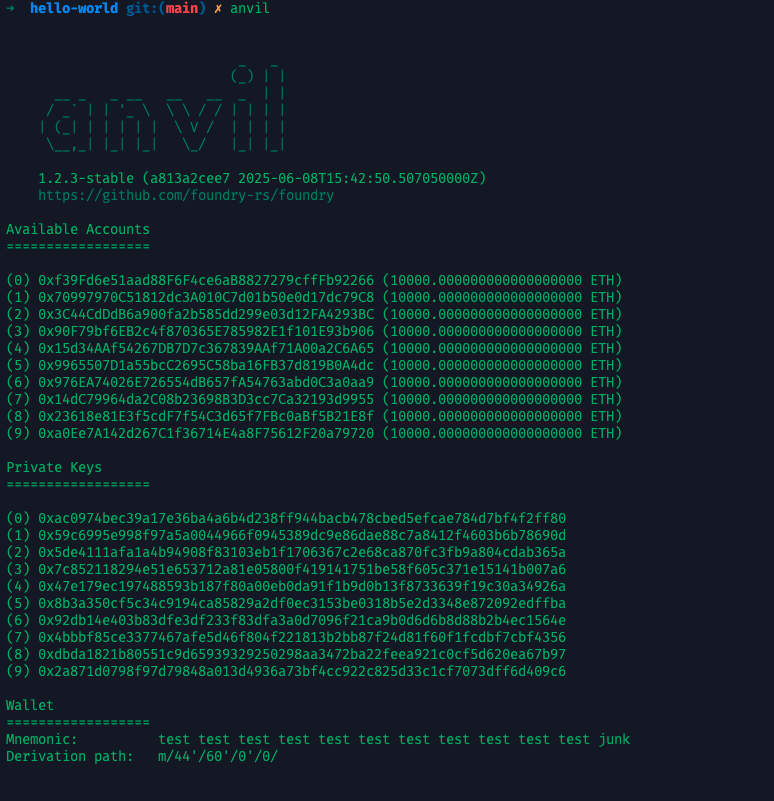 → hello-world git:(main) ✗ anvil
                             _   _
                            (_) | |
      __ _   _ __   __   __  _  | |
     / _` | | '_ \  \ \ / / | | | |
    | (_| | | | | |  \ V /  | | | |
     \__,_| |_| |_|   \_/   |_| |_|
1.2.3-stable (a813a2cee7 2025-06-08T15:42:50.507050000Z)
https://github.com/foundry-rs/foundry
Available Accounts
==================
(0) 0xf39Fd6e51aad88F6F4ce6aB8827279cffFb92266 (10000.000000000000000000 ETH)
(1) 0x70997970C51812dc3A010C7d01b50e0d17dc79C8 (10000.000000000000000000 ETH)
(2) 0x3C44CdDdB6a900fa2b585dd299e03d12FA4293BC (10000.000000000000000000 ETH)
(3) 0x90F79bf6EB2c4f870365E785982E1f101E93b906 (10000.000000000000000000 ETH)
(4) 0x15d34AAf54267DB7D7c367839AAf71A00a2C6A65 (10000.000000000000000000 ETH)
(5) 0x9965507D1a55bcC2695C58ba16FB37d819B0A4dc (10000.000000000000000000 ETH)
(6) 0x976EA74026E726554dB657fA54763abd0C3a0aa9 (10000.000000000000000000 ETH)
(7) 0x14dC79964da2C08b23698B3D3cc7Ca32193d9955 (10000.000000000000000000 ETH)
(8) 0x23618e81E3f5cdF7f54C3d65f7FBc0aBf5B21E8f (10000.000000000000000000 ETH)
(9) 0xa0Ee7A142d267C1f36714E4a8F75612F20a79720 (10000.000000000000000000 ETH)
Private Keys
==================
(0) 0xac0974bec39a17e36ba4a6b4d238ff944bacb478cbed5efcae784d7bf4f2ff80
(1) 0x59c6995e998f97a5a0044966f0945389dc9e86dae88c7a8412f4603b6b78690d
(2) 0x5de4111afa1a4b94908f83103eb1f1706367c2e68ca870fc3fb9a804cdab365a
(3) 0x7c852118294e51e653712a81e05800f419141751be58f605c371e15141b007a6
(4) 0x47e179ec197488593b187f80a00eb0da91f1b9d0b13f8733639f19c30a34926a
(5) 0x8b3a350cf5c34c9194ca85829a2df0ec3153be0318b5e2d3348e872092edffba
(6) 0x92db14e403b83dfe3df233f83dfa3a0d7096f21ca9b0d6d6b8d88b2b4ec1564e
(7) 0x4bbbf85ce3377467afe5d46f804f221813b2bb87f24d81f60f1fcdbf7cbf4356
(8) 0xdbda1821b80551c9d65939329250298aa3472ba22feea921c0cf5d620ea67b97
(9) 0x2a871d0798f97d79848a013d4936a73bf4cc922c825d33c1cf7073dff6d409c6
Wallet
==================
Mnemonic:          test test test test test test test test test test test junk
Derivation path:   m/44'/60'/0'/0/